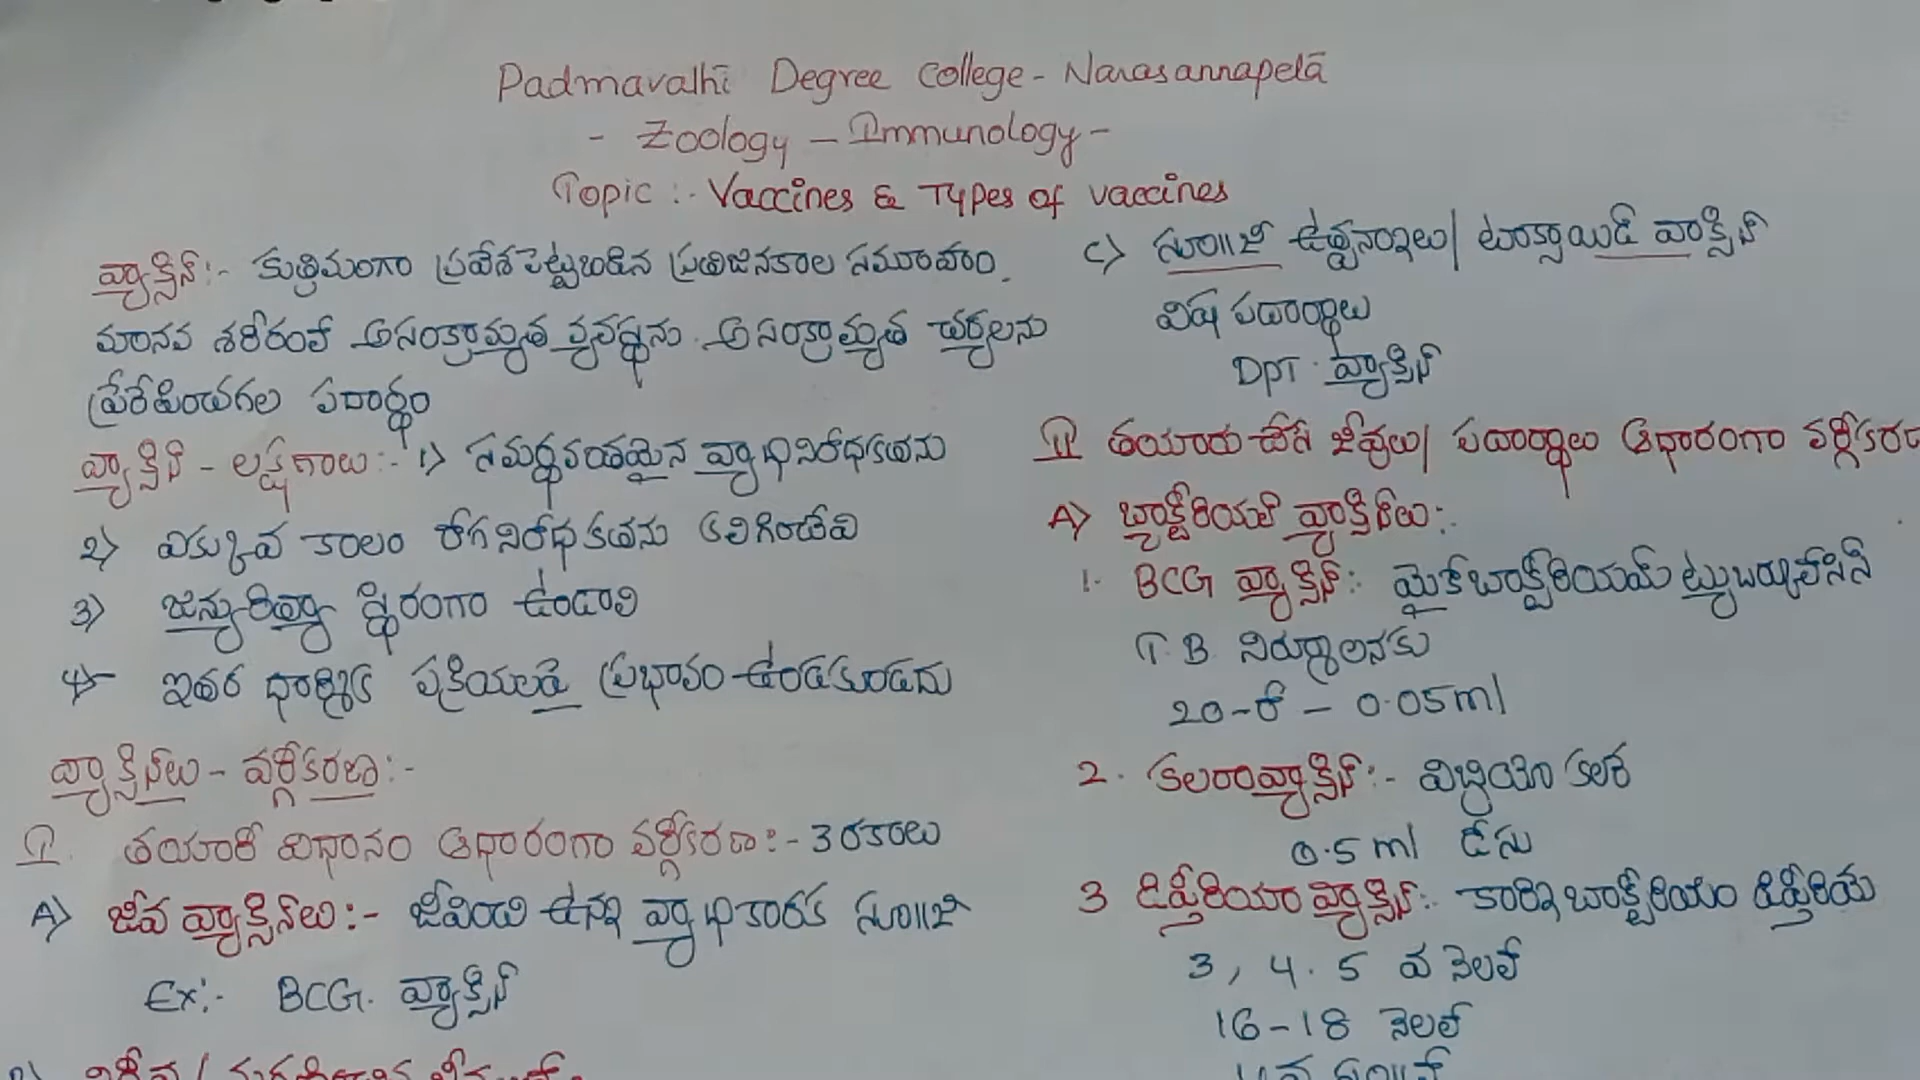 Padmavathi Degree College - Narasannapeta
- Zoology - Immunology -
Topic :- Vaccines & Types of vaccines
వ్యాక్సిన్ :- కృత్రిమంగా ప్రవేశపెట్టబడిన ప్రతిజనకాల సమూహం.
మానవ శరీరంలో అసంక్రామ్యత వ్యవస్థను అసంక్రామ్యత చర్యలను
ప్రేరేపించగల పదార్థం
వ్యాక్సిన్ - లక్షణాలు :- 1) సమర్థవంతమైన వ్యాధినిరోధకతను
2) ఎక్కువ కాలం రోగనిరోధకతను కలిగించేవి
3) జన్యురీత్యా స్థిరంగా ఉండాలి
4) ఇతర ధార్మిక ప్రక్రియలపై ప్రభావం ఉండకుండదు
వ్యాక్సిన్‌లు - వర్గీకరణ :-
I. తయారీ విధానం ఆధారంగా వర్గీకరణ :- 3 రకాలు
A) జీవ వ్యాక్సిన్‌లు :- జీవించి ఉన్న వ్యాధికారక సూ॥జీ
Ex :- BCG. వ్యాక్సిన్
C) సూ॥జీ ఉత్పన్నాలు / టాక్సాయిడ్ వాక్సిన్
విష పదార్థాలు
DPT వ్యాక్సిన్
II తయారు చేసే జీవులు / పదార్థాలు ఆధారంగా వర్గీకరణ
A) బ్యాక్టీరియల్ వ్యాక్సిన్‌లు :-
1. BCG వ్యాక్సిన్ :- మైకోబాక్టీరియమ్ ట్యుబర్క్యులోసిస్
T.B. నిర్మూలనకు
20-రో - 0.05ml
2. కలరావ్యాక్సిన్ :- విబ్రియో కలరే
0.5 ml డోసు
3 డిఫ్తీరియా వ్యాక్సిన్ :- కారినిబాక్టీరియం డిఫ్తీరియ
3, 4. 5 వ నెలలో
16-18 నెలలో